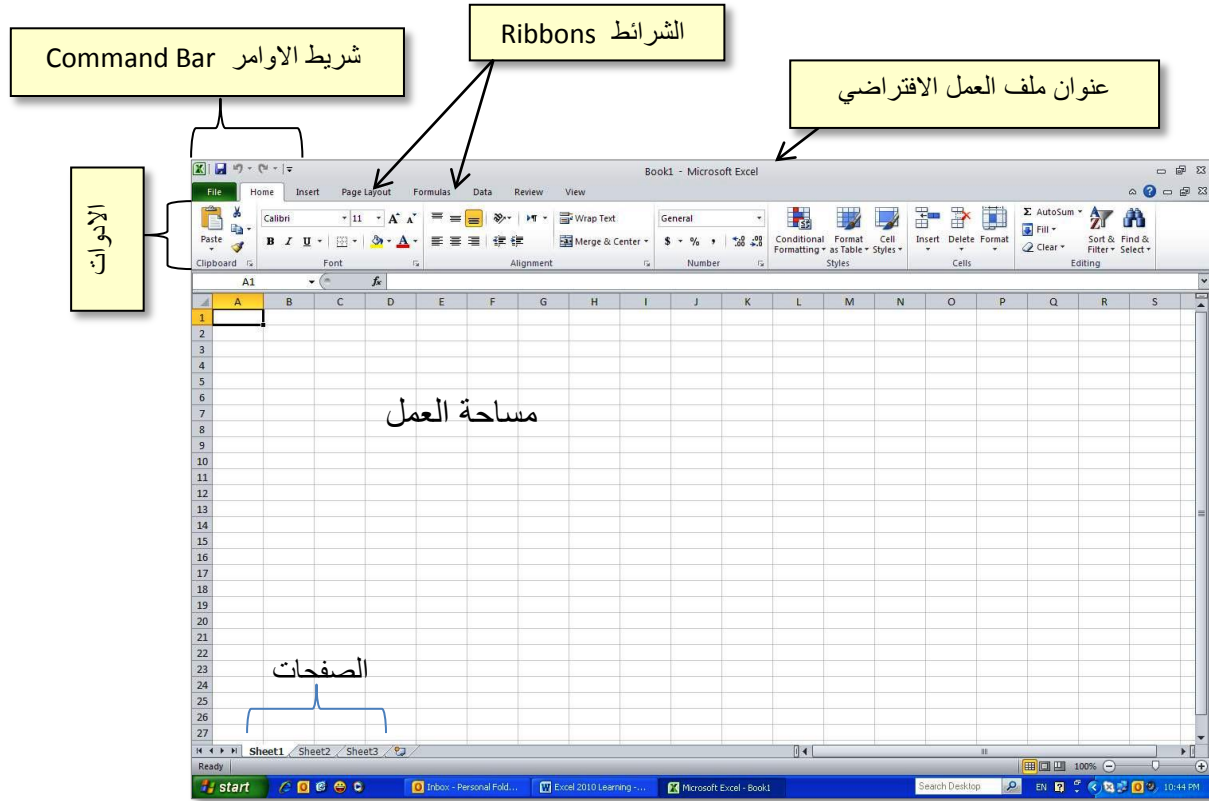 شريط الاوامر Command Bar
الشرائط Ribbons
عنوان ملف العمل الافتراضي
الادوات
Book1 - Microsoft Excel
File Home Insert Page Layout Formulas Data Review View
Calibri 11 A A Wrap Text General AutoSum
Fill
Clear
Paste B I U A Merge & Center $ % , .0 .00 .00 .0
Conditional Formatting Format as Table Cell Styles Insert Delete Format Sort & Filter Find & Select
Clipboard Font Alignment Number Styles Cells Editing
A1 fx
A B C D E F G H I J K L M N O P Q R S
1
2
3
4
5
6
مساحة العمل
7
8
9
10
11
12
13
14
15
16
17
18
19
20
21
22
الصفحات
23
24
25
26
27
Sheet1 Sheet2 Sheet3
Ready 100%
start Inbox - Personal Fold... Excel 2010 Learning -... Microsoft Excel - Book1 Search Desktop EN 10:44 PM